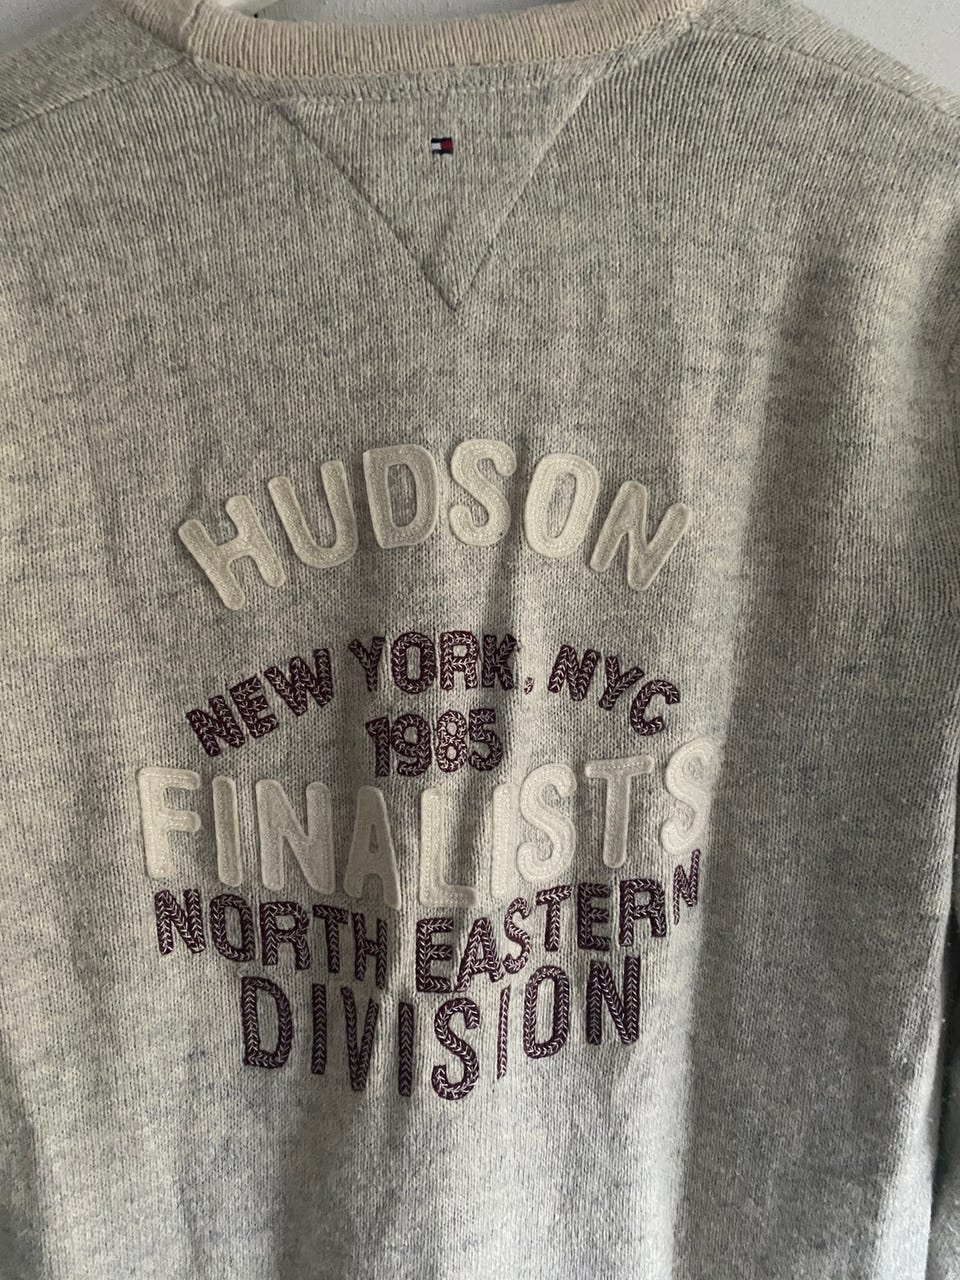 HUDSON
NEW YORK, NYC
1985
FINALISTS
NORTH EASTERN
DIVISION